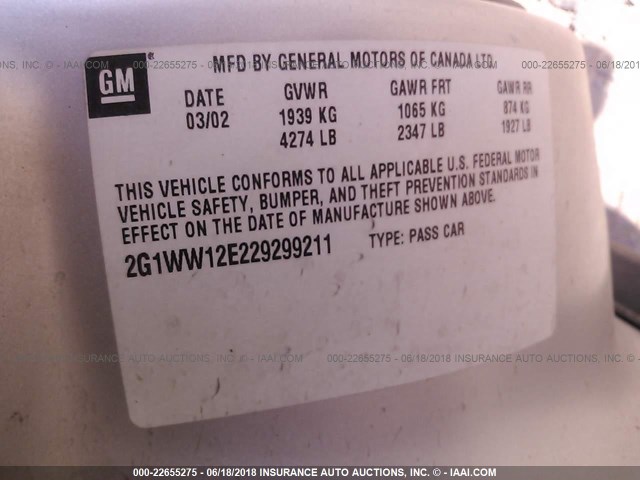 GM
MFD BY GENERAL MOTORS OF CANADA LTD
DATE GVWR GAWR FRT GAWR RR
03/02 1939 KG 1065 KG 874 KG
4274 LB 2347 LB 1927 LB
THIS VEHICLE CONFORMS TO ALL APPLICABLE U.S. FEDERAL MOTOR
VEHICLE SAFETY, BUMPER, AND THEFT PREVENTION STANDARDS IN
EFFECT ON THE DATE OF MANUFACTURE SHOWN ABOVE.
2G1WW12E229299211 TYPE: PASS CAR
000-22655275 - 06/18/2018 INSURANCE AUTO AUCTIONS, INC. - © IAAI.COM